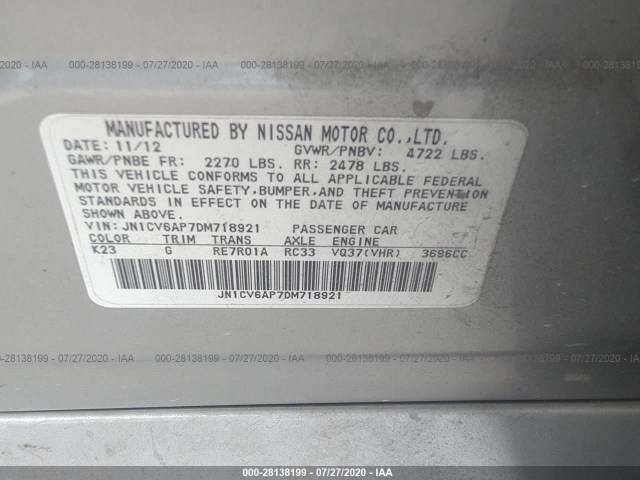 7/2020 - IAA 000-28138199 - 07/27/2020 - IAA 000-28138199 - 07/27/2020
MANUFACTURED BY NISSAN MOTOR CO.,LTD.
DATE: 11/12 GVWR/PNBV: 4722 LBS.
GAWR/PNBE FR: 2270 LBS. RR: 2478 LBS.
THIS VEHICLE CONFORMS TO ALL APPLICABLE FEDERAL
MOTOR VEHICLE SAFETY,BUMPER,AND THEFT PREVENTION
STANDARDS IN EFFECT ON THE DATE OF MANUFACTURE
SHOWN ABOVE.
VIN: JN1CV6AP7DM718921 PASSENGER CAR
COLOR TRIM TRANS AXLE ENGINE
K23 G RE7R01A RC33 VQ37(VHR) 3696CC
JN1CV6AP7DM718921
000-28138199 - 07/27/2020 - IAA 000-28138199 - 07/27/2020 - IAA
000-28138199 - 07/27/2020 - IAA